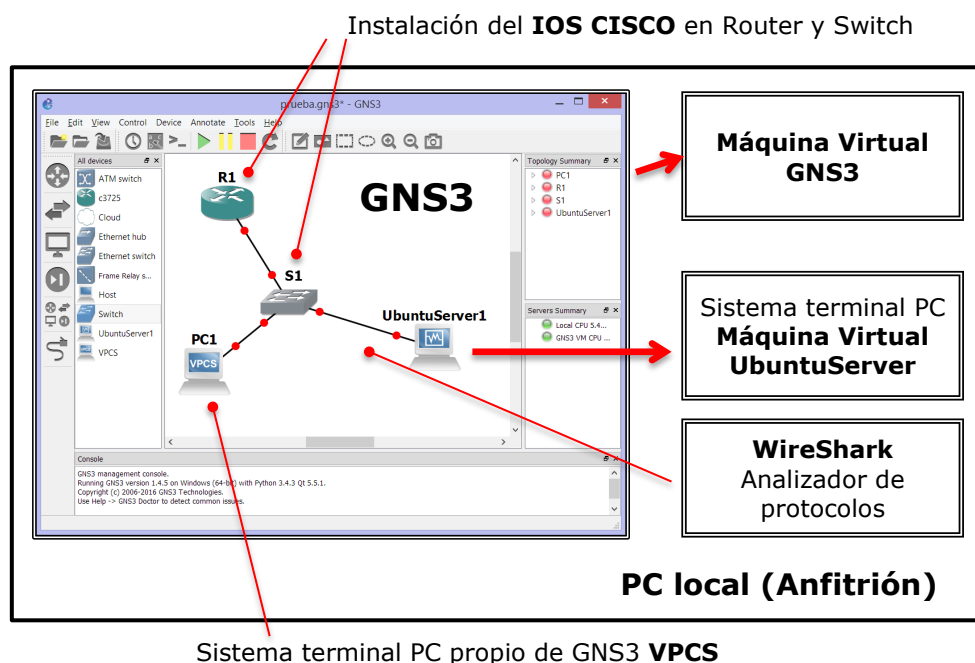 Instalación del IOS CISCO en Router y Switch
prueba.gns3* - GNS3
File Edit View Control Device Annotate Tools Help
All devices
ATM switch
c3725
Cloud
Ethernet hub
Ethernet switch
Frame Relay s...
Host
Switch
UbuntuServer1
VPCS
R1
GNS3
S1
UbuntuServer1
PC1
VPCS
Topology Summary
PC1
R1
S1
UbuntuServer1
Servers Summary
Local CPU 5.4...
GNS3 VM CPU ...
Console
GNS3 management console.
Running GNS3 version 1.4.5 on Windows (64-bit) with Python 3.4.3 Qt 5.5.1.
Copyright (c) 2006-2016 GNS3 Technologies.
Use Help -> GNS3 Doctor to detect common issues.
Máquina Virtual
GNS3
Sistema terminal PC
Máquina Virtual
UbuntuServer
WireShark
Analizador de
protocolos
PC local (Anfitrión)
Sistema terminal PC propio de GNS3 VPCS